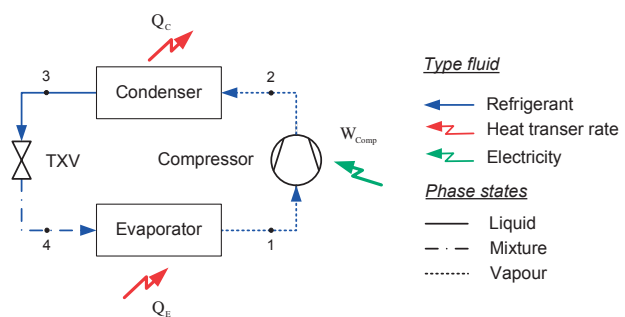 Q_C
3
2
Condenser
TXV
Compressor
W_Comp
4
Evaporator
1
Q_E
Type fluid
Refrigerant
Heat transer rate
Electricity
Phase states
Liquid
Mixture
Vapour